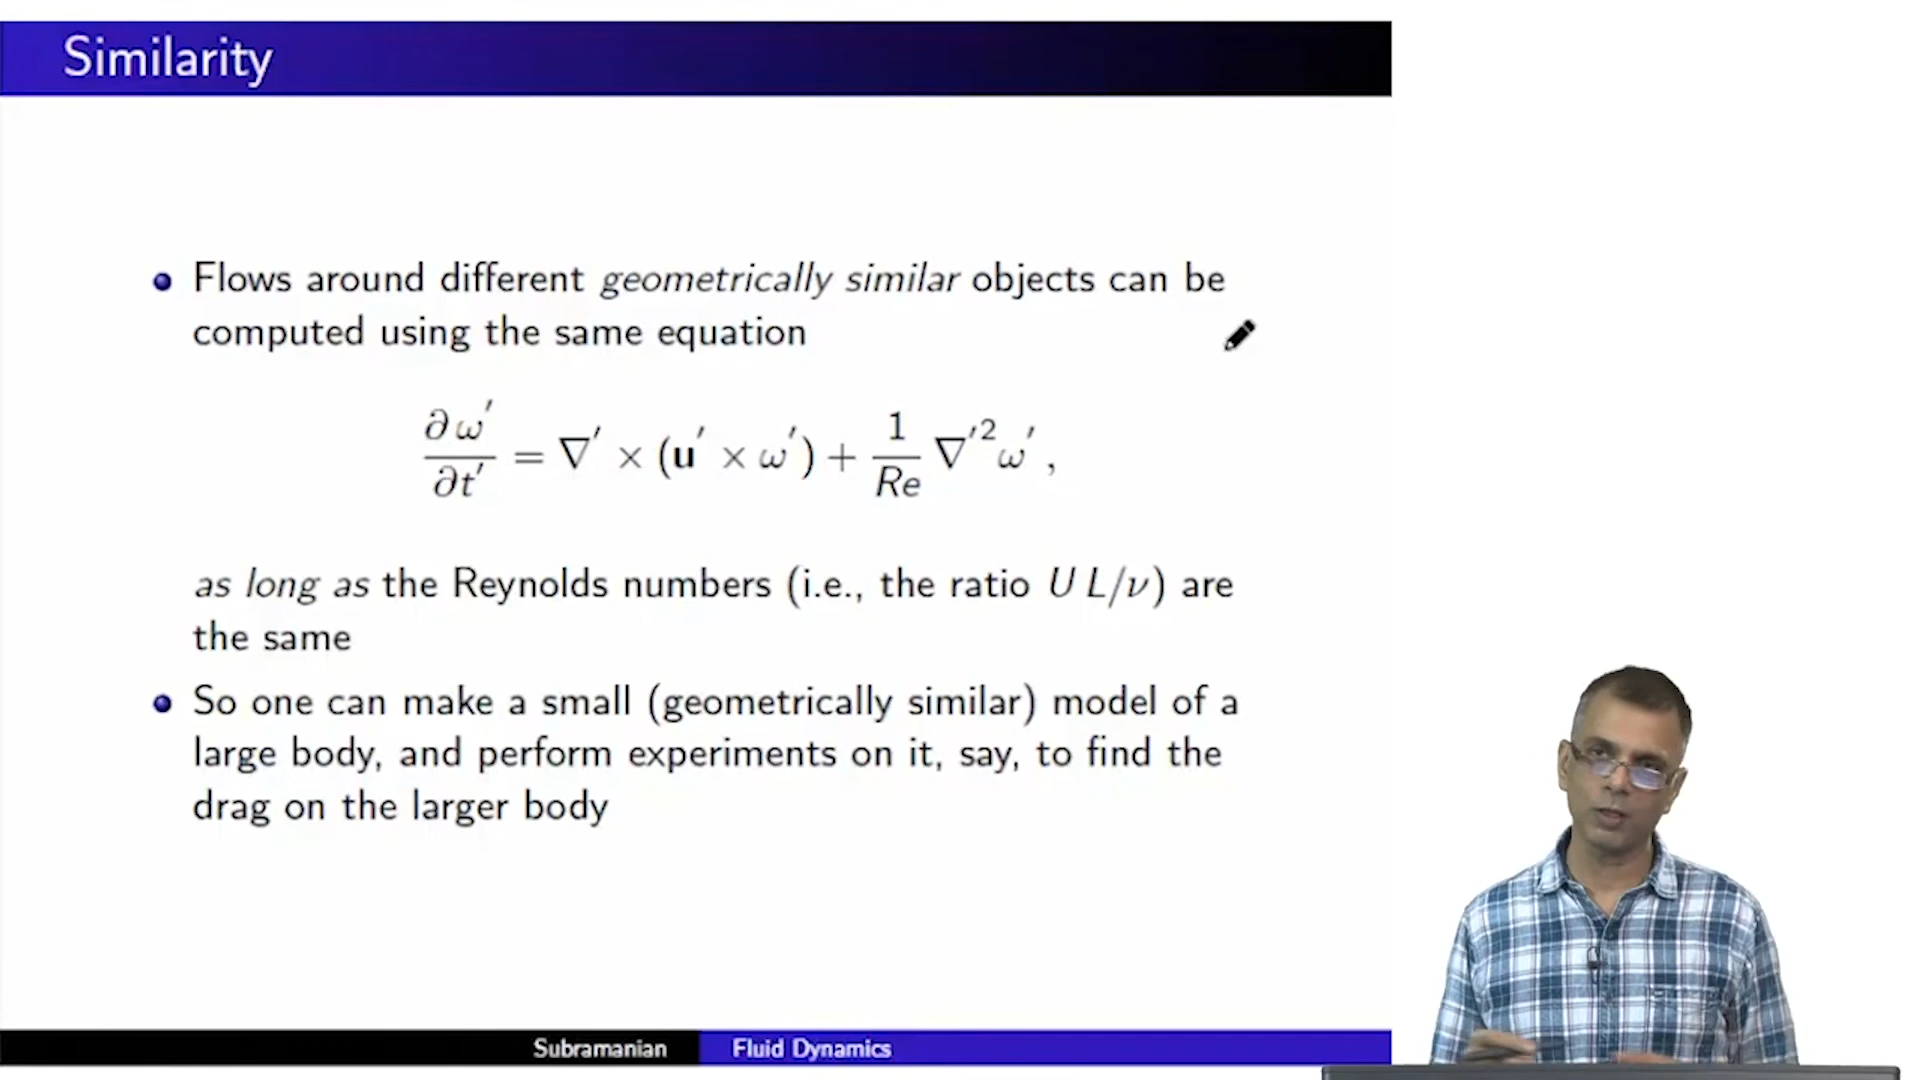 Similarity
Flows around different geometrically similar objects can be
computed using the same equation
∂ω′/∂t′ = ∇′ × (u′ × ω′) + 1/Re ∇′²ω′ ,
as long as the Reynolds numbers (i.e., the ratio U L/ν) are
the same
So one can make a small (geometrically similar) model of a
large body, and perform experiments on it, say, to find the
drag on the larger body
Subramanian Fluid Dynamics